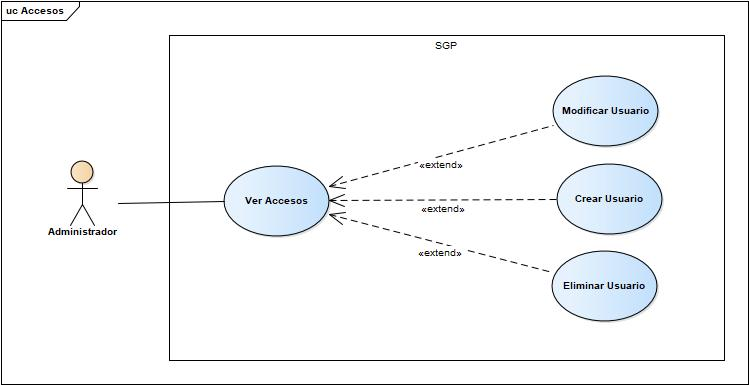 uc Accesos
SGP
Modificar Usuario
«extend»
Ver Accesos
Crear Usuario
«extend»
Administrador
«extend»
Eliminar Usuario